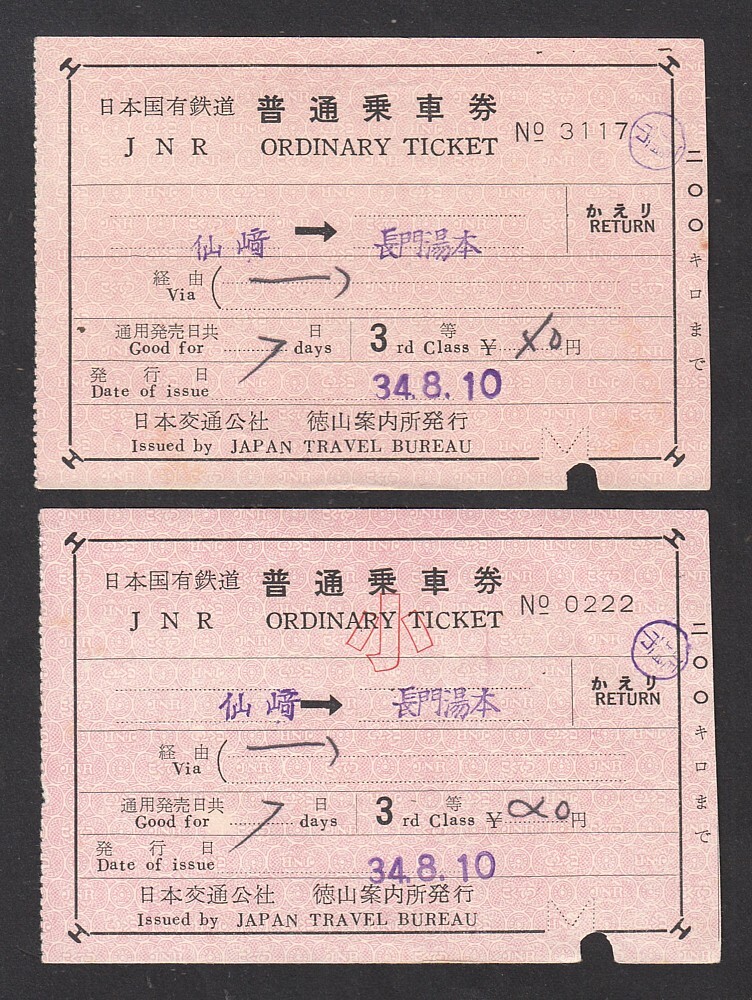 日本国有鉄道 普通乗車券 № 3117
J N R ORDINARY TICKET
仙﨑 → 長門湯本
かえり
RETURN
経由
Via ( )
通用発売日共 7 日 3 等
Good for 7 days 3rd Class ¥ 円
発行日
Date of issue 34.8.10
日本交通公社 徳山案内所発行
Issued by JAPAN TRAVEL BUREAU
二〇〇キロまで
日本国有鉄道 普通乗車券 № 0222
J N R ORDINARY TICKET
小
仙﨑 → 長門湯本
かえり
RETURN
経由
Via ( )
通用発売日共 7 日 3 等
Good for 7 days 3rd Class ¥ 円
発行日
Date of issue 34.8.10
日本交通公社 徳山案内所発行
Issued by JAPAN TRAVEL BUREAU
二〇〇キロまで